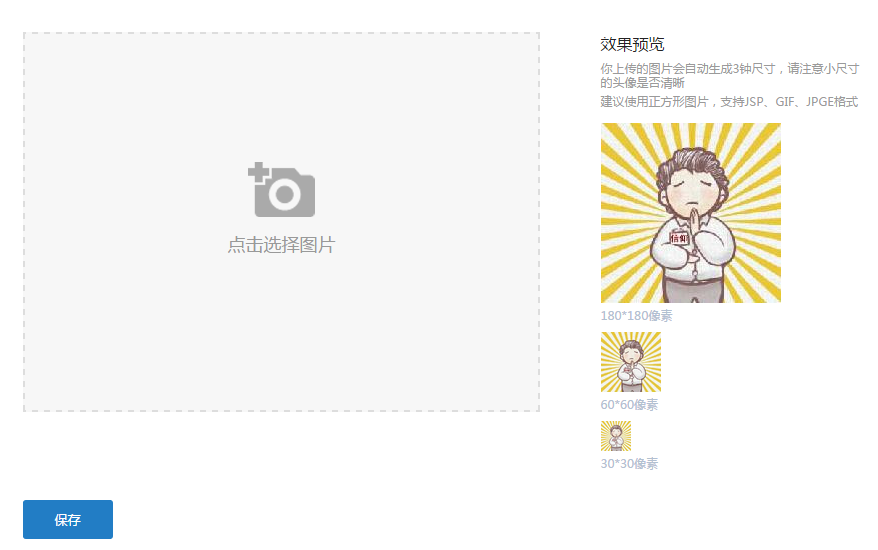 点击选择图片
保存
效果预览
你上传的图片会自动生成3钟尺寸，请注意小尺寸
的头像是否清晰
建议使用正方形图片，支持JSP、GIF、JPGE格式
信仰
180*180像素
60*60像素
30*30像素